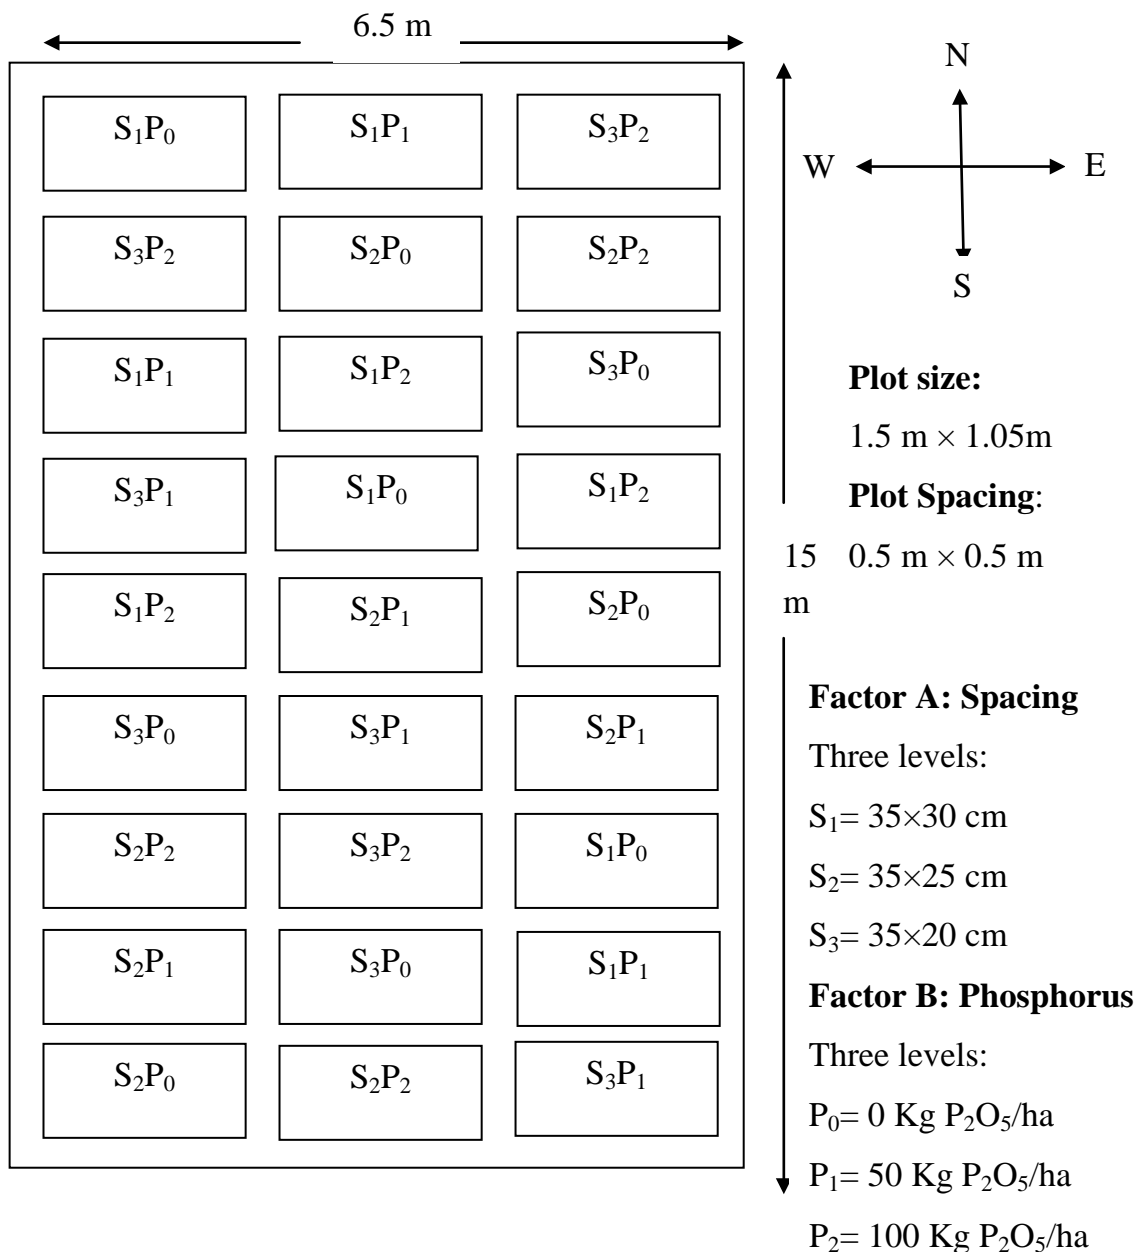 6.5 m
N
W E
S
S₁P₀ S₁P₁ S₃P₂
S₃P₂ S₂P₀ S₂P₂
S₁P₁ S₁P₂ S₃P₀
S₃P₁ S₁P₀ S₁P₂
S₁P₂ S₂P₁ S₂P₀
S₃P₀ S₃P₁ S₂P₁
S₂P₂ S₃P₂ S₁P₀
S₂P₁ S₃P₀ S₁P₁
S₂P₀ S₂P₂ S₃P₁
15
m
Plot size:
1.5 m × 1.05m
Plot Spacing:
0.5 m × 0.5 m
Factor A: Spacing
Three levels:
S₁= 35×30 cm
S₂= 35×25 cm
S₃= 35×20 cm
Factor B: Phosphorus
Three levels:
P₀= 0 Kg P₂O₅/ha
P₁= 50 Kg P₂O₅/ha
P₂= 100 Kg P₂O₅/ha